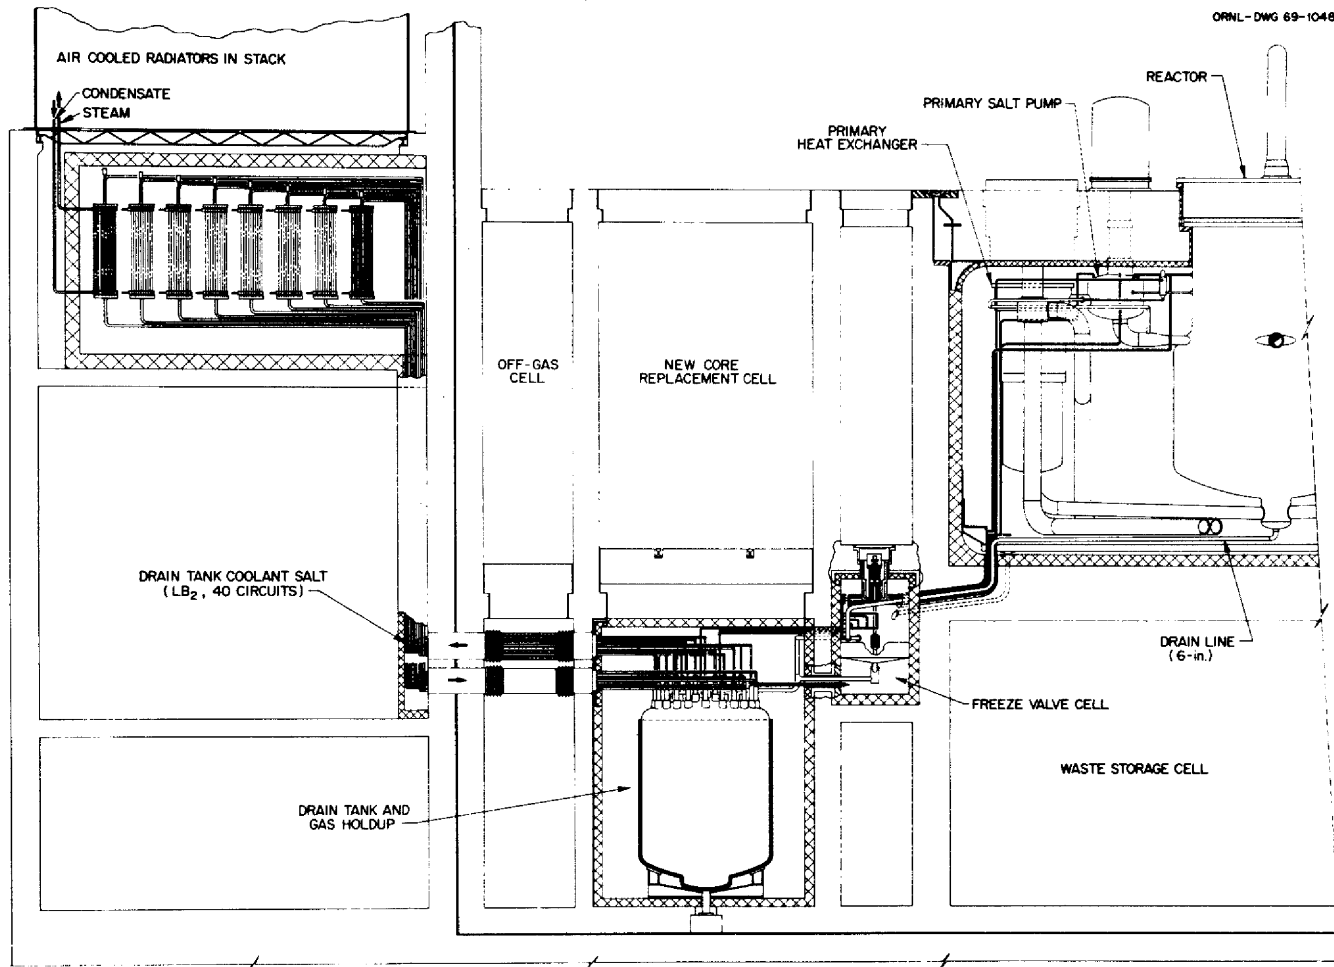 ORNL-DWG 69-1048
AIR COOLED RADIATORS IN STACK
CONDENSATE
STEAM
REACTOR
PRIMARY SALT PUMP
PRIMARY
HEAT EXCHANGER
OFF-GAS
CELL
NEW CORE
REPLACEMENT CELL
DRAIN TANK COOLANT SALT
(LB₂, 40 CIRCUITS)
DRAIN LINE
(6-in.)
FREEZE VALVE CELL
WASTE STORAGE CELL
DRAIN TANK AND
GAS HOLDUP